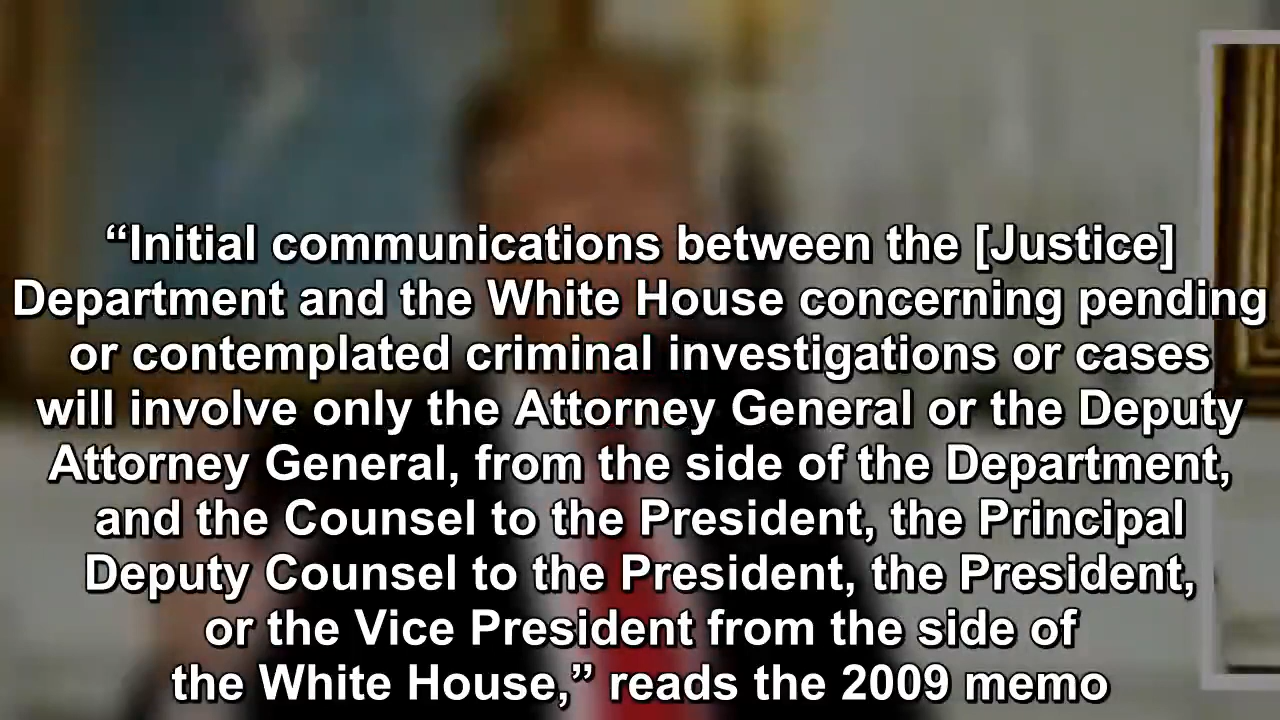 “Initial communications between the [Justice]
Department and the White House concerning pending
or contemplated criminal investigations or cases
will involve only the Attorney General or the Deputy
Attorney General, from the side of the Department,
and the Counsel to the President, the Principal
Deputy Counsel to the President, the President,
or the Vice President from the side of
the White House,” reads the 2009 memo